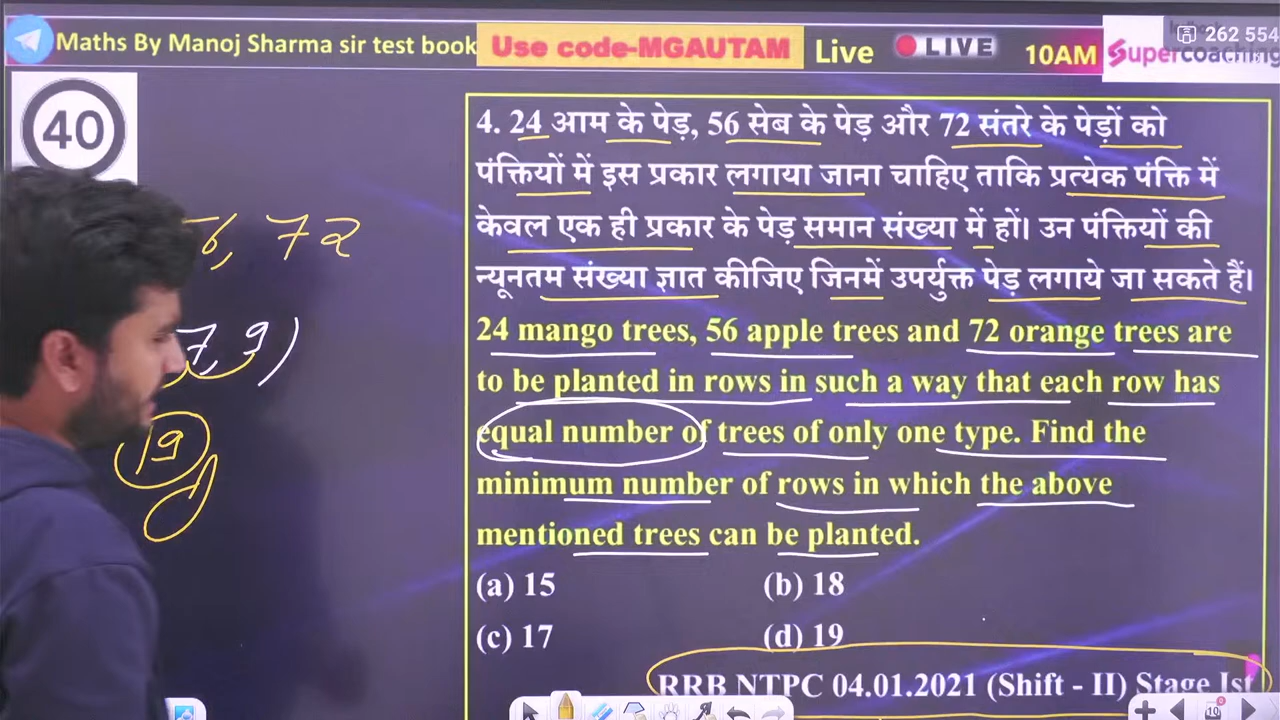 Maths By Manoj Sharma sir test book Use code-MGAUTAM Live LIVE 10AM Supercoaching
262 554
40
4. 24 आम के पेड़, 56 सेब के पेड़ और 72 संतरे के पेड़ों को
पंक्तियों में इस प्रकार लगाया जाना चाहिए ताकि प्रत्येक पंक्ति में
केवल एक ही प्रकार के पेड़ समान संख्या में हों। उन पंक्तियों की
न्यूनतम संख्या ज्ञात कीजिए जिनमें उपर्युक्त पेड़ लगाये जा सकते हैं।
24 mango trees, 56 apple trees and 72 orange trees are
to be planted in rows in such a way that each row has
equal number of trees of only one type. Find the
minimum number of rows in which the above
mentioned trees can be planted.
(a) 15 (b) 18
(c) 17 (d) 19
RRB NTPC 04.01.2021 (Shift - II) Stage Ist
6, 72
7, 9)
19